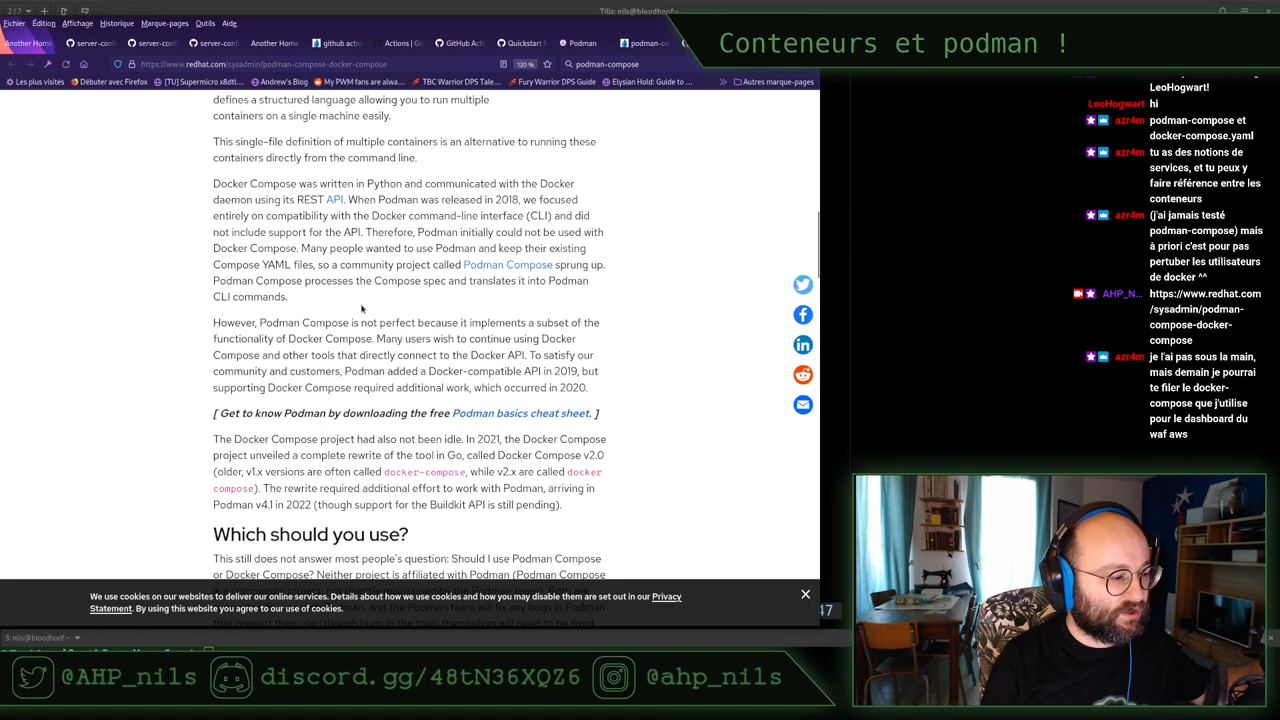 2/7
Tilix: nils@bloodhoof:~
Fichier Édition Affichage Historique Marque-pages Outils Aide
Another Home server-conf server-conf server-conf Another Home github actio Actions | Git GitHub Acti Quickstart f Podman podman-co
https://www.redhat.com/sysadmin/podman-compose-docker-compose 120 % podman-compose
Les plus visités Débuter avec Firefox [TU] Supermicro x8dtl... Andrew's Blog My PWM fans are alwa... TBC Warrior DPS Tale... Fury Warrior DPS Guide Elysian Hold: Guide to ... Autres marque-pages
defines a structured language allowing you to run multiple
containers on a single machine easily.
This single-file definition of multiple containers is an alternative to running these
containers directly from the command line.
Docker Compose was written in Python and communicated with the Docker
daemon using its REST API. When Podman was released in 2018, we focused
entirely on compatibility with the Docker command-line interface (CLI) and did
not include support for the API. Therefore, Podman initially could not be used with
Docker Compose. Many people wanted to use Podman and keep their existing
Compose YAML files, so a community project called Podman Compose sprung up.
Podman Compose processes the Compose spec and translates it into Podman
CLI commands.
However, Podman Compose is not perfect because it implements a subset of the
functionality of Docker Compose. Many users wish to continue using Docker
Compose and other tools that directly connect to the Docker API. To satisfy our
community and customers, Podman added a Docker-compatible API in 2019, but
supporting Docker Compose required additional work, which occurred in 2020.
[ Get to know Podman by downloading the free Podman basics cheat sheet. ]
The Docker Compose project had also not been idle. In 2021, the Docker Compose
project unveiled a complete rewrite of the tool in Go, called Docker Compose v2.0
(older, v1.x versions are often called docker-compose, while v2.x are called docker
compose). The rewrite required additional effort to work with Podman, arriving in
Podman v4.1 in 2022 (though support for the Buildkit API is still pending).
Which should you use?
This still does not answer most people's question: Should I use Podman Compose
or Docker Compose? Neither project is affiliated with Podman (Podman Compose
We use cookies on our websites to deliver our online services. Details about how we use cookies and how you may disable them are set out in our Privacy
Statement. By using this website you agree to our use of cookies.
47
3: nils@bloodhoof:~
Conteneurs et podman !
LeoHogwart!
LeoHogwart hi
azr4m podman-compose et
docker-compose.yaml
azr4m tu as des notions de
services, et tu peux y
faire référence entre les
conteneurs
azr4m (j'ai jamais testé
podman-compose) mais
à priori c'est pour pas
pertuber les utilisateurs
de docker ^^
AHP_N... https://www.redhat.com
/sysadmin/podman-
compose-docker-
compose
azr4m je l'ai pas sous la main,
mais demain je pourrai
te filer le docker-
compose que j'utilise
pour le dashboard du
waf aws
@AHP_nils discord.gg/48tN36XQZ6 @ahp_nils